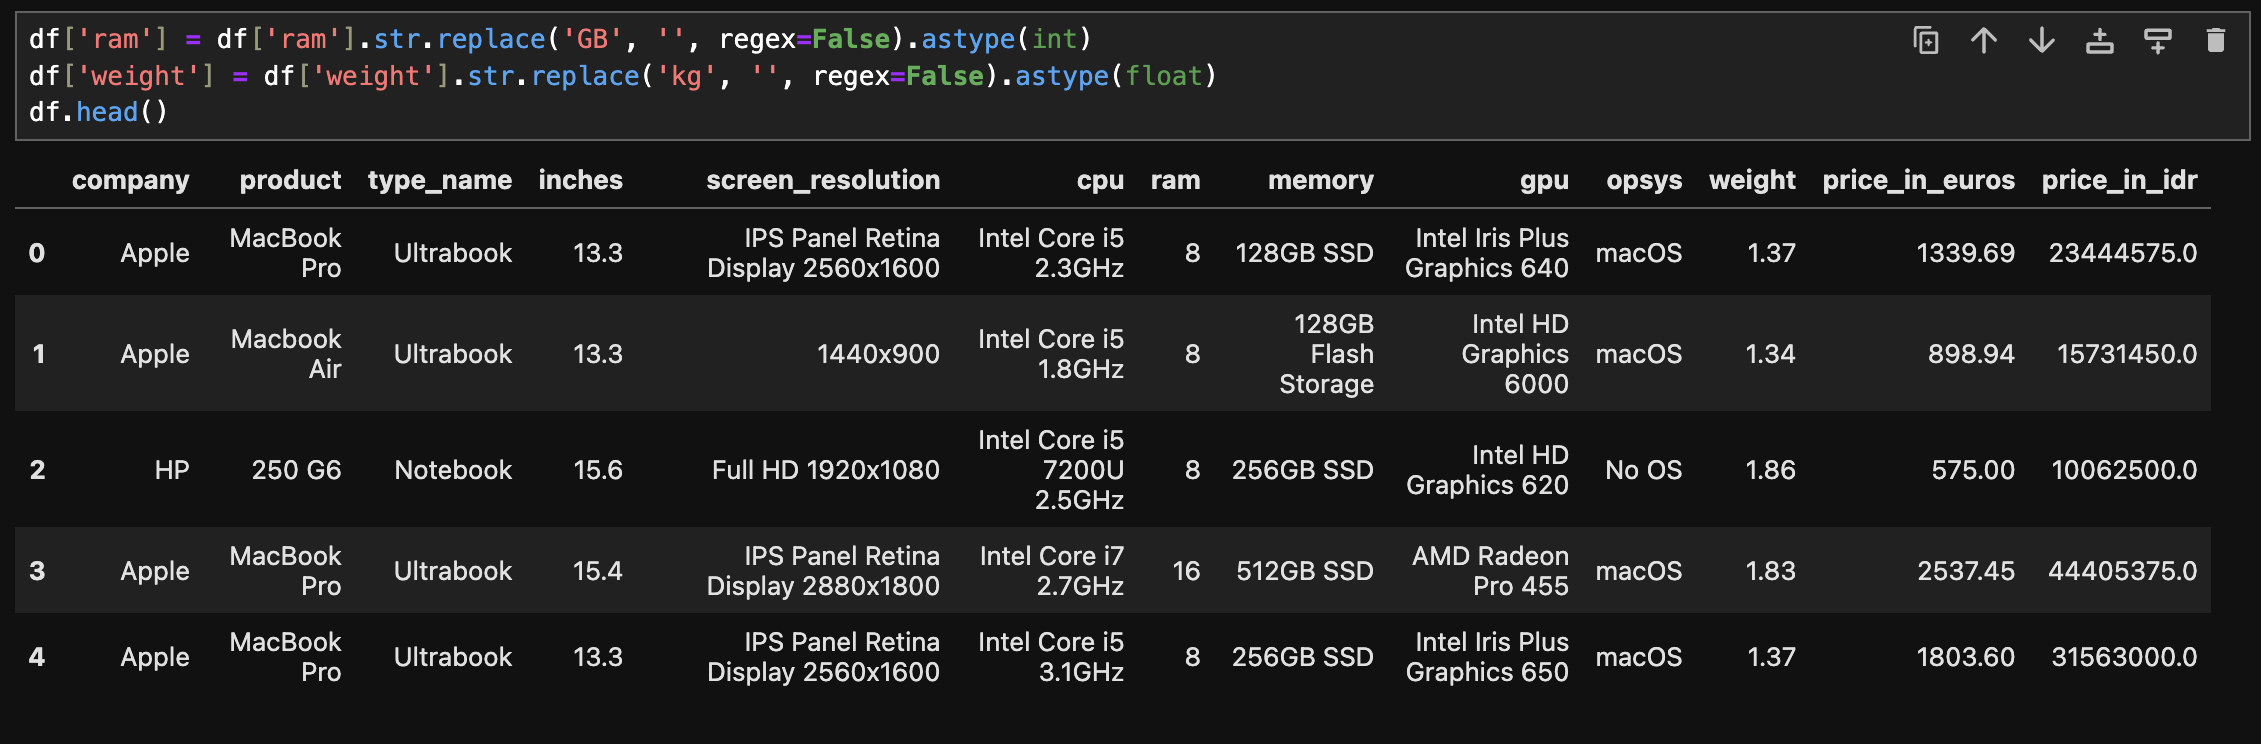 df['ram'] = df['ram'].str.replace('GB', '', regex=False).astype(int)
df['weight'] = df['weight'].str.replace('kg', '', regex=False).astype(float)
df.head()
company product type_name inches screen_resolution cpu ram memory gpu opsys weight price_in_euros price_in_idr
0 Apple MacBook Pro Ultrabook 13.3 IPS Panel Retina Display 2560x1600 Intel Core i5 2.3GHz 8 128GB SSD Intel Iris Plus Graphics 640 macOS 1.37 1339.69 23444575.0
1 Apple Macbook Air Ultrabook 13.3 1440x900 Intel Core i5 1.8GHz 8 128GB Flash Storage Intel HD Graphics 6000 macOS 1.34 898.94 15731450.0
2 HP 250 G6 Notebook 15.6 Full HD 1920x1080 Intel Core i5 7200U 2.5GHz 8 256GB SSD Intel HD Graphics 620 No OS 1.86 575.00 10062500.0
3 Apple MacBook Pro Ultrabook 15.4 IPS Panel Retina Display 2880x1800 Intel Core i7 2.7GHz 16 512GB SSD AMD Radeon Pro 455 macOS 1.83 2537.45 44405375.0
4 Apple MacBook Pro Ultrabook 13.3 IPS Panel Retina Display 2560x1600 Intel Core i5 3.1GHz 8 256GB SSD Intel Iris Plus Graphics 650 macOS 1.37 1803.60 31563000.0